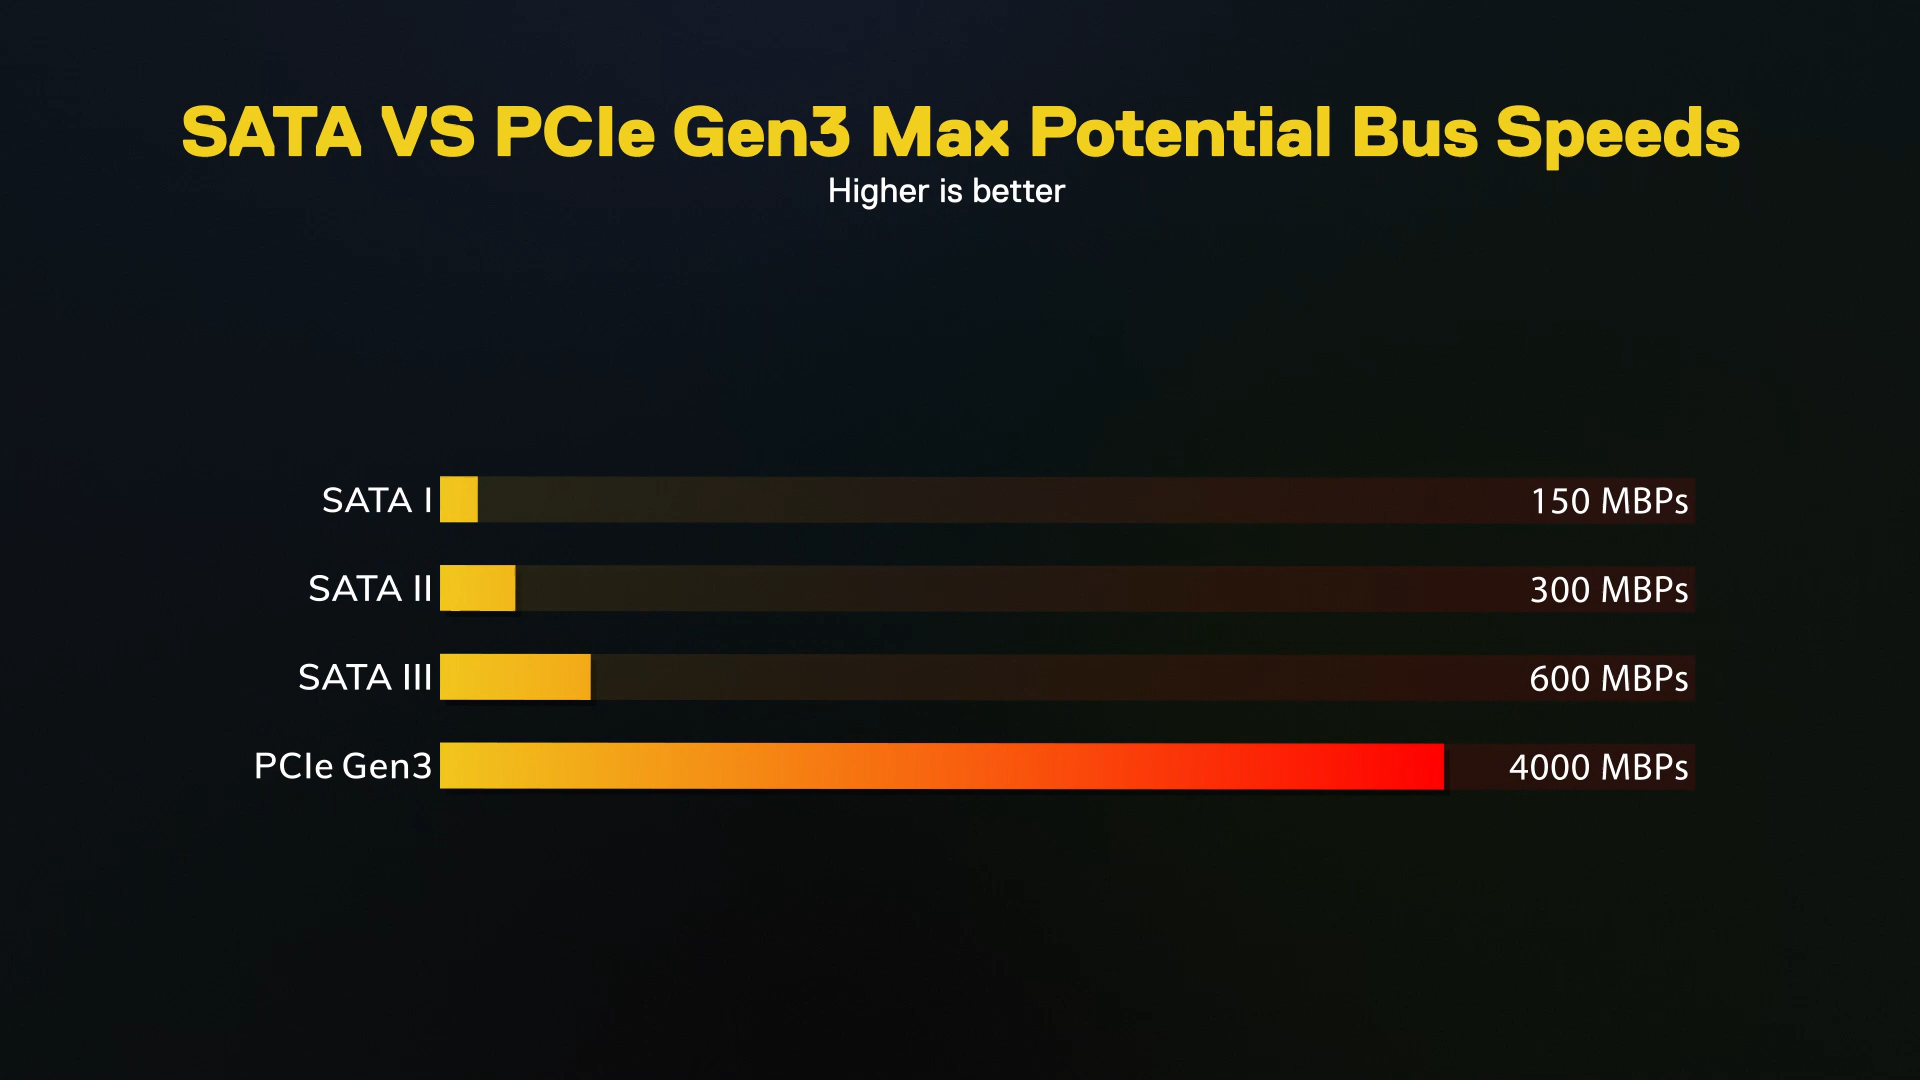 SATA VS PCIe Gen3 Max Potential Bus Speeds
Higher is better
SATA I 150 MBPs
SATA II 300 MBPs
SATA III 600 MBPs
PCIe Gen3 4000 MBPs